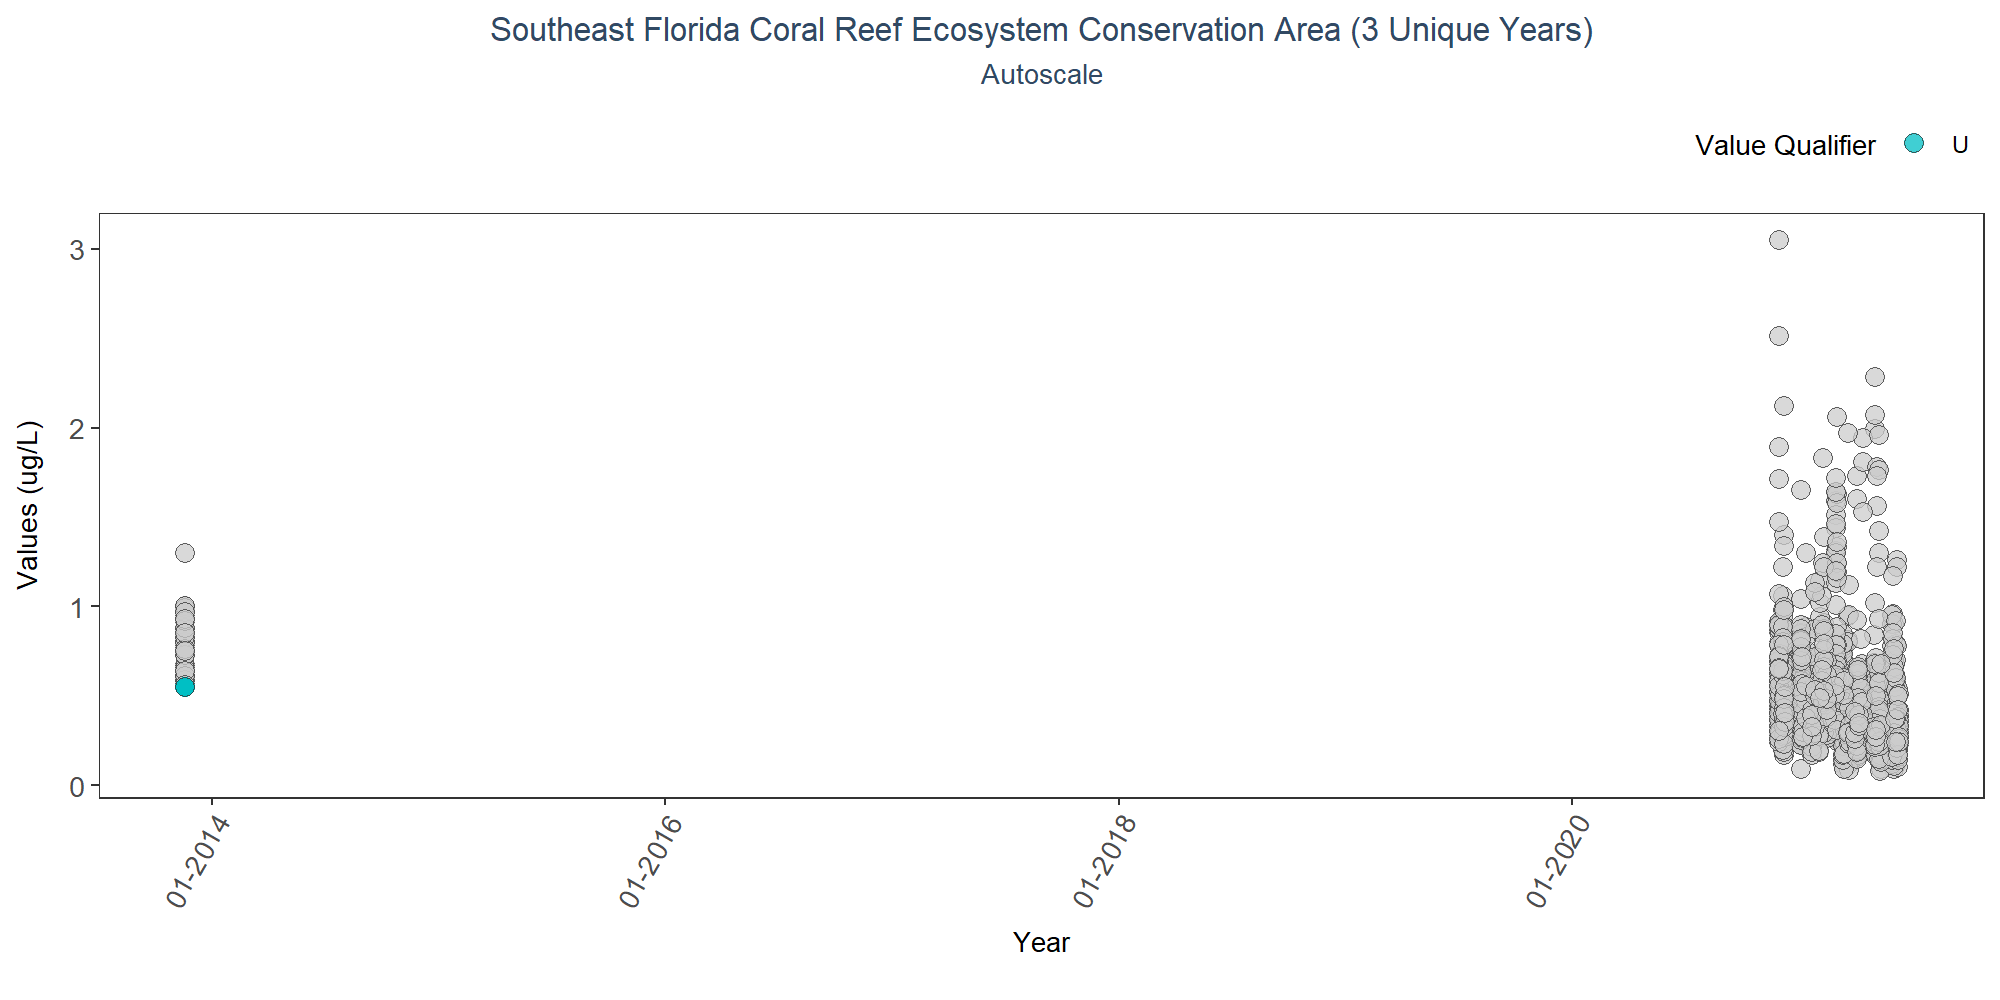 Southeast Florida Coral Reef Ecosystem Conservation Area (3 Unique Years)
Autoscale
Value Qualifier U
Values (ug/L)
3
2
1
0
01-2014 01-2016 01-2018 01-2020
Year